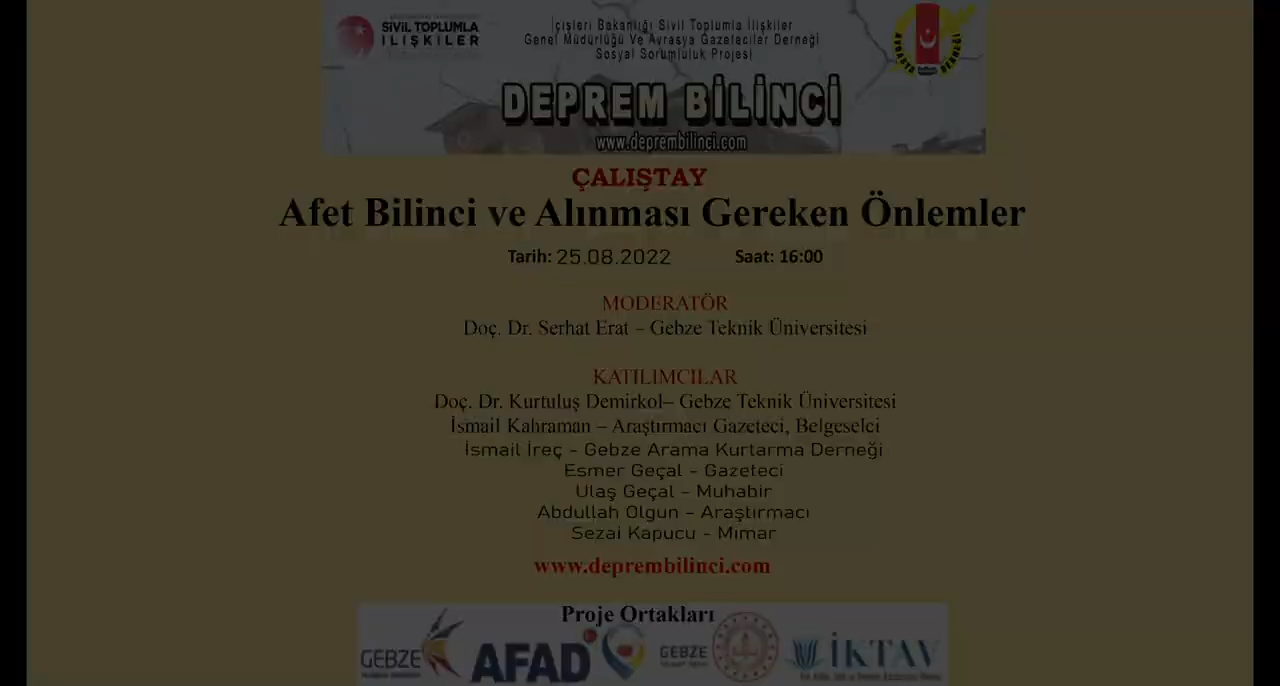 SİVİL TOPLUMLA
İLİŞKİLER
İçişleri Bakanlığı Sivil Toplumla İlişkiler
Genel Müdürlüğü Ve Avrasya Gazeteciler Derneği
Sosyal Sorumluluk Projesi
DEPREM BİLİNCİ
www.deprembilinci.com
ÇALIŞTAY
Afet Bilinci ve Alınması Gereken Önlemler
Tarih: 25.08.2022 Saat: 16:00
MODERATÖR
Doç. Dr. Serhat Erat – Gebze Teknik Üniversitesi
KATILIMCILAR
Doç. Dr. Kurtuluş Demirkol– Gebze Teknik Üniversitesi
İsmail Kahraman – Araştırmacı Gazeteci, Belgeselci
İsmail İreç - Gebze Arama Kurtarma Derneği
Esmer Geçal - Gazeteci
Ulaş Geçal - Muhabir
Abdullah Olgun - Araştırmacı
Sezai Kapucu - Mimar
www.deprembilinci.com
Proje Ortakları
GEBZE AFAD GEBZE İKTAV